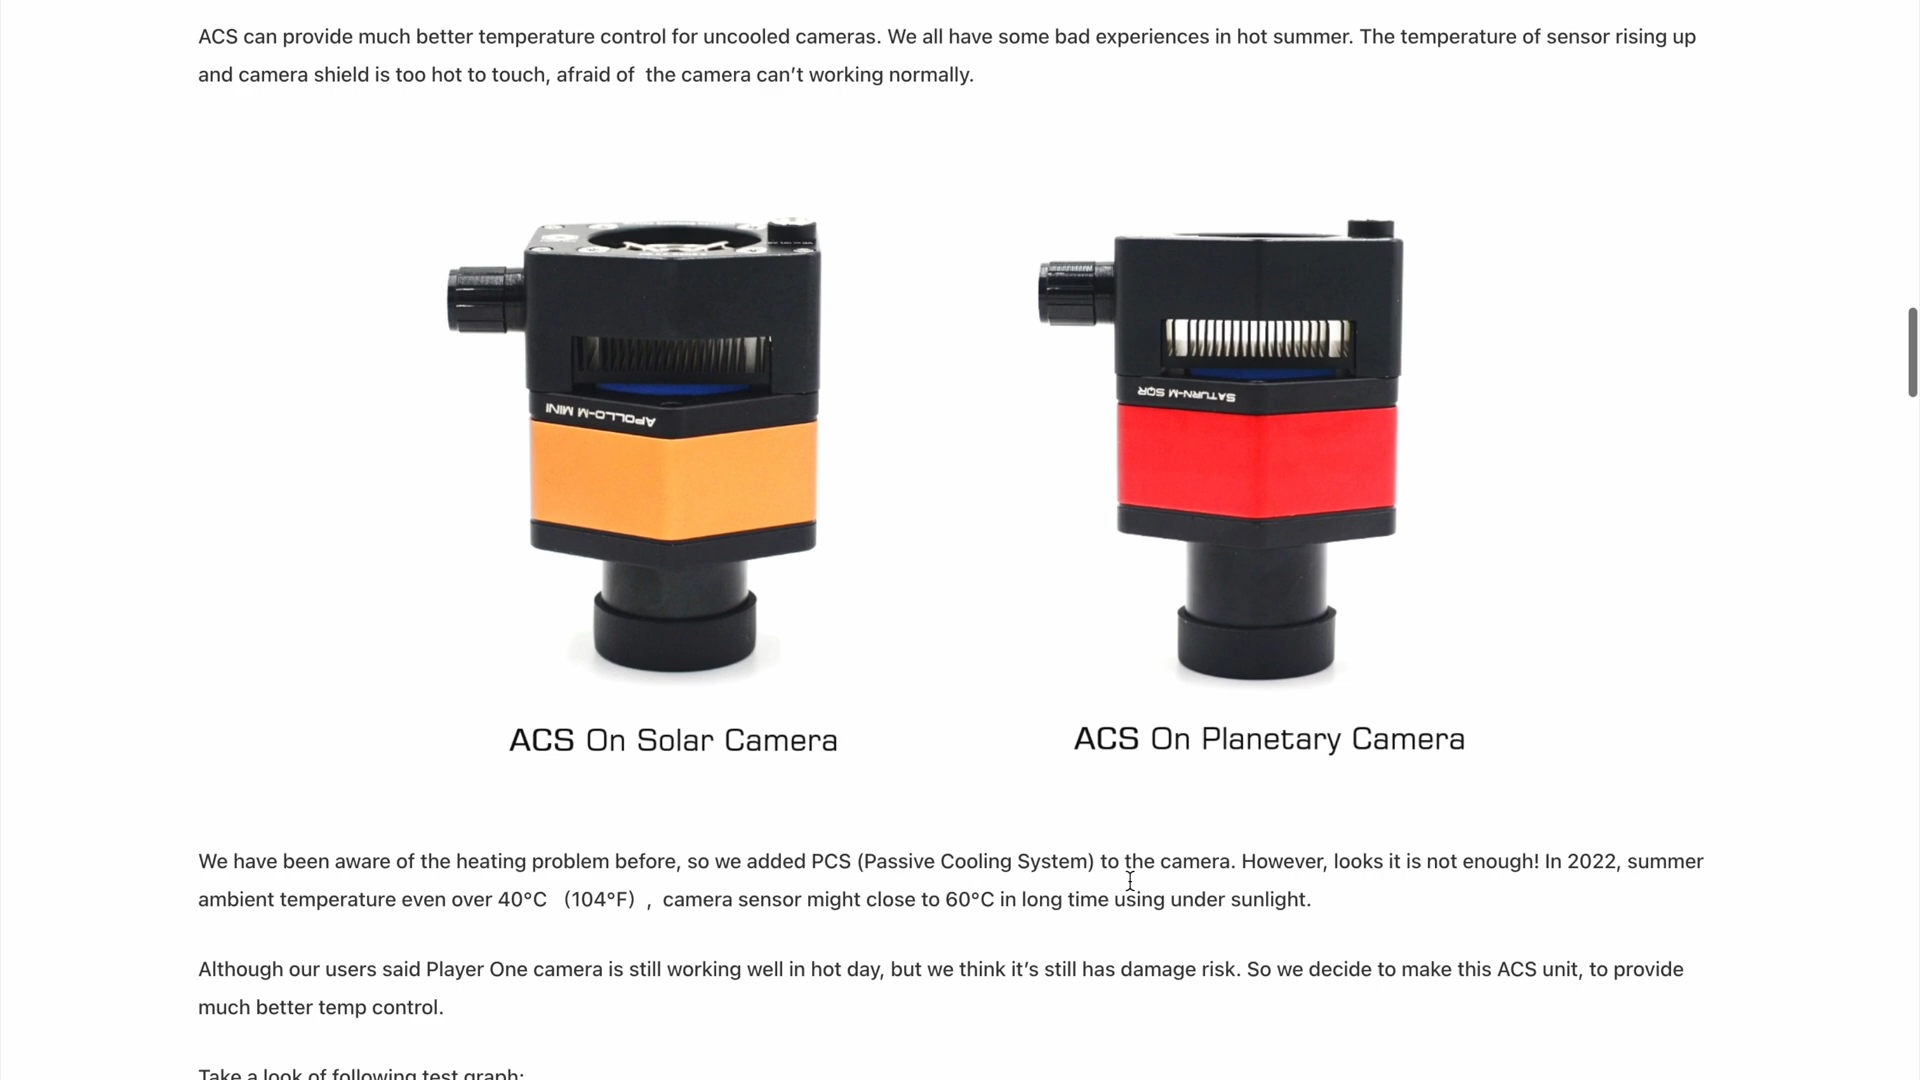 ACS can provide much better temperature control for uncooled cameras. We all have some bad experiences in hot summer. The temperature of sensor rising up
and camera shield is too hot to touch, afraid of  the camera can’t working normally.
APOLLO-M MINI
SATURN-M SQR
ACS On Solar Camera
ACS On Planetary Camera
We have been aware of the heating problem before, so we added PCS (Passive Cooling System) to the camera. However, looks it is not enough! In 2022, summer
ambient temperature even over 40°C （104°F）, camera sensor might close to 60°C in long time using under sunlight.
Although our users said Player One camera is still working well in hot day, but we think it’s still has damage risk. So we decide to make this ACS unit, to provide
much better temp control.
Take a look of following test graph: